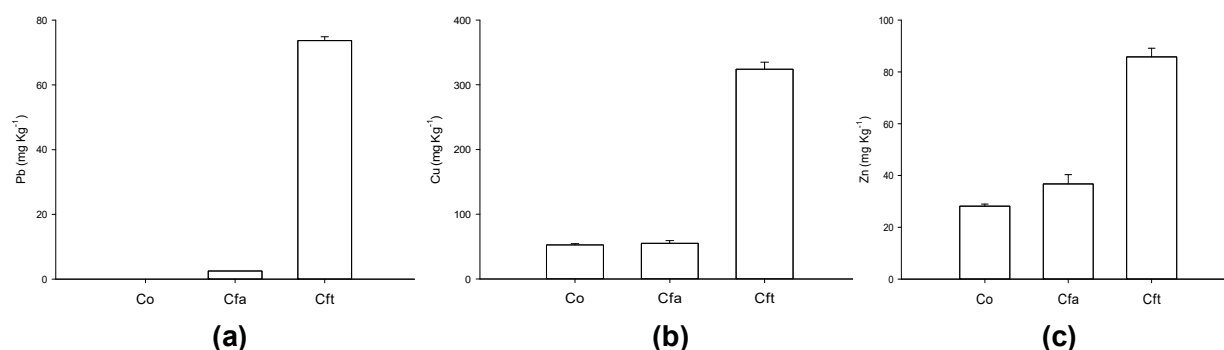 Pb (mg Kg⁻¹)
80
60
40
20
0
Co Cfa Cft
(a)
Cu (mg Kg⁻¹)
400
300
200
100
0
Co Cfa Cft
(b)
Zn (mg Kg⁻¹)
100
80
60
40
20
0
Co Cfa Cft
(c)